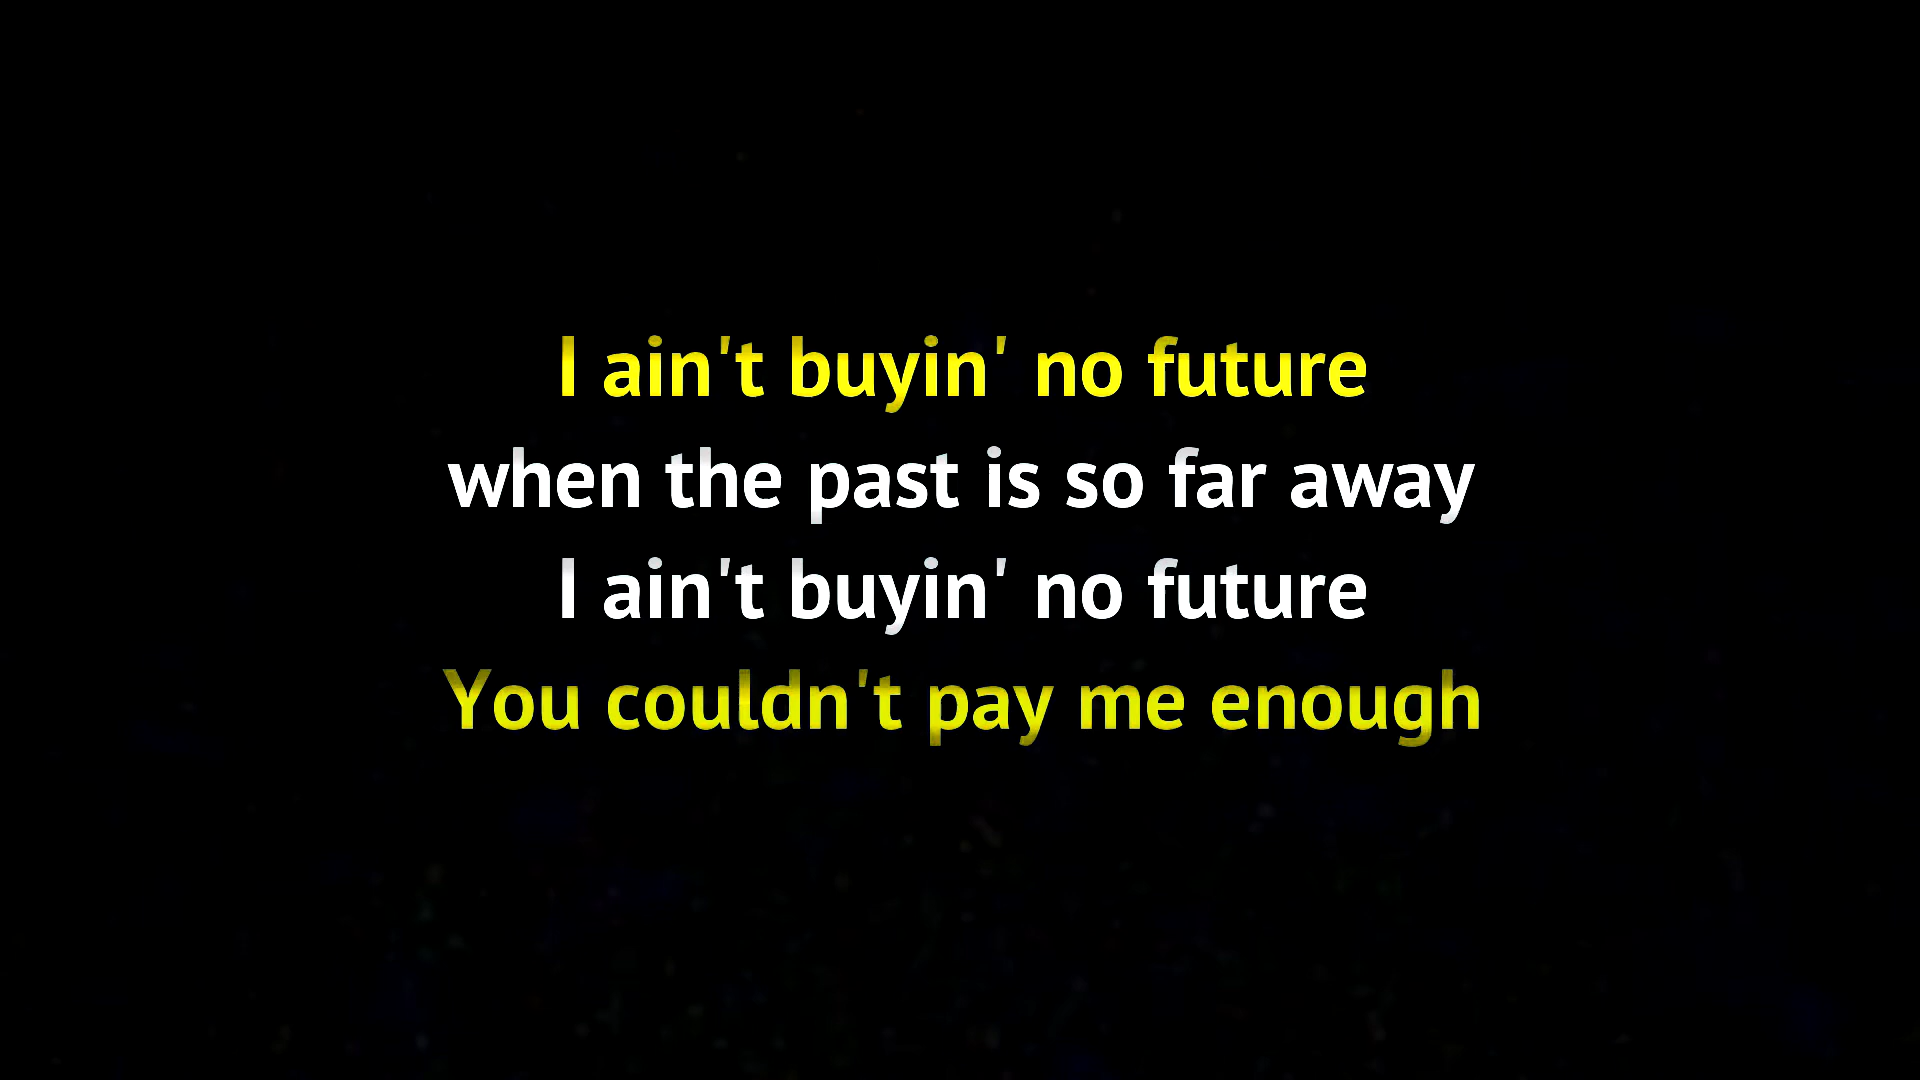 I ain't buyin' no future
when the past is so far away
I ain't buyin' no future
You couldn't pay me enough